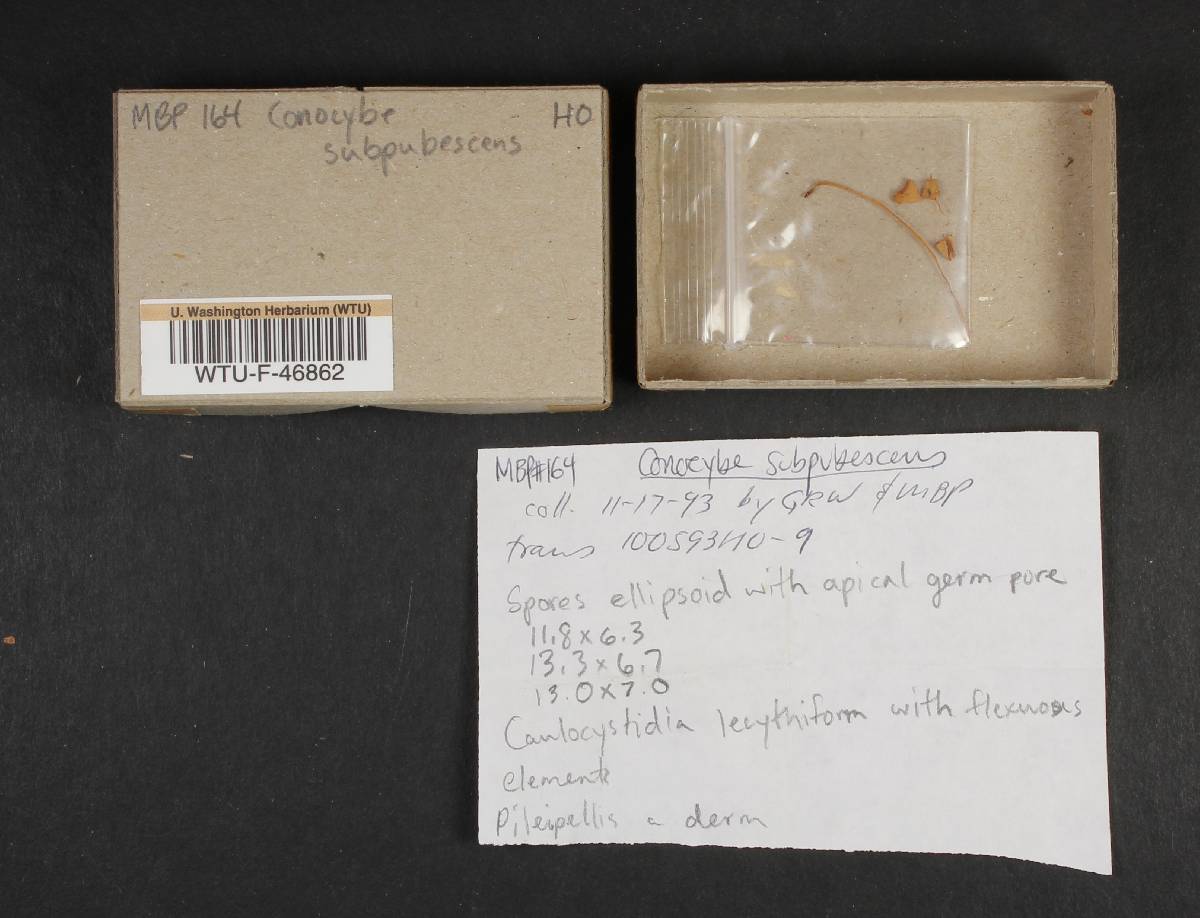 MBP 164 Conocybe HO
subpubescens
U. Washington Herbarium (WTU)
WTU-F-46862
MBP#164 Conocybe subpubescens
coll. 11-17-93 by GRW & MBP
trans 100593HO-9
Spores ellipsoid with apical germ pore
11.8 x 6.3
13.3 x 6.7
13.0 x 7.0
Caulocystidia lecythiform with flexuous
elements
Pileipellis a derm